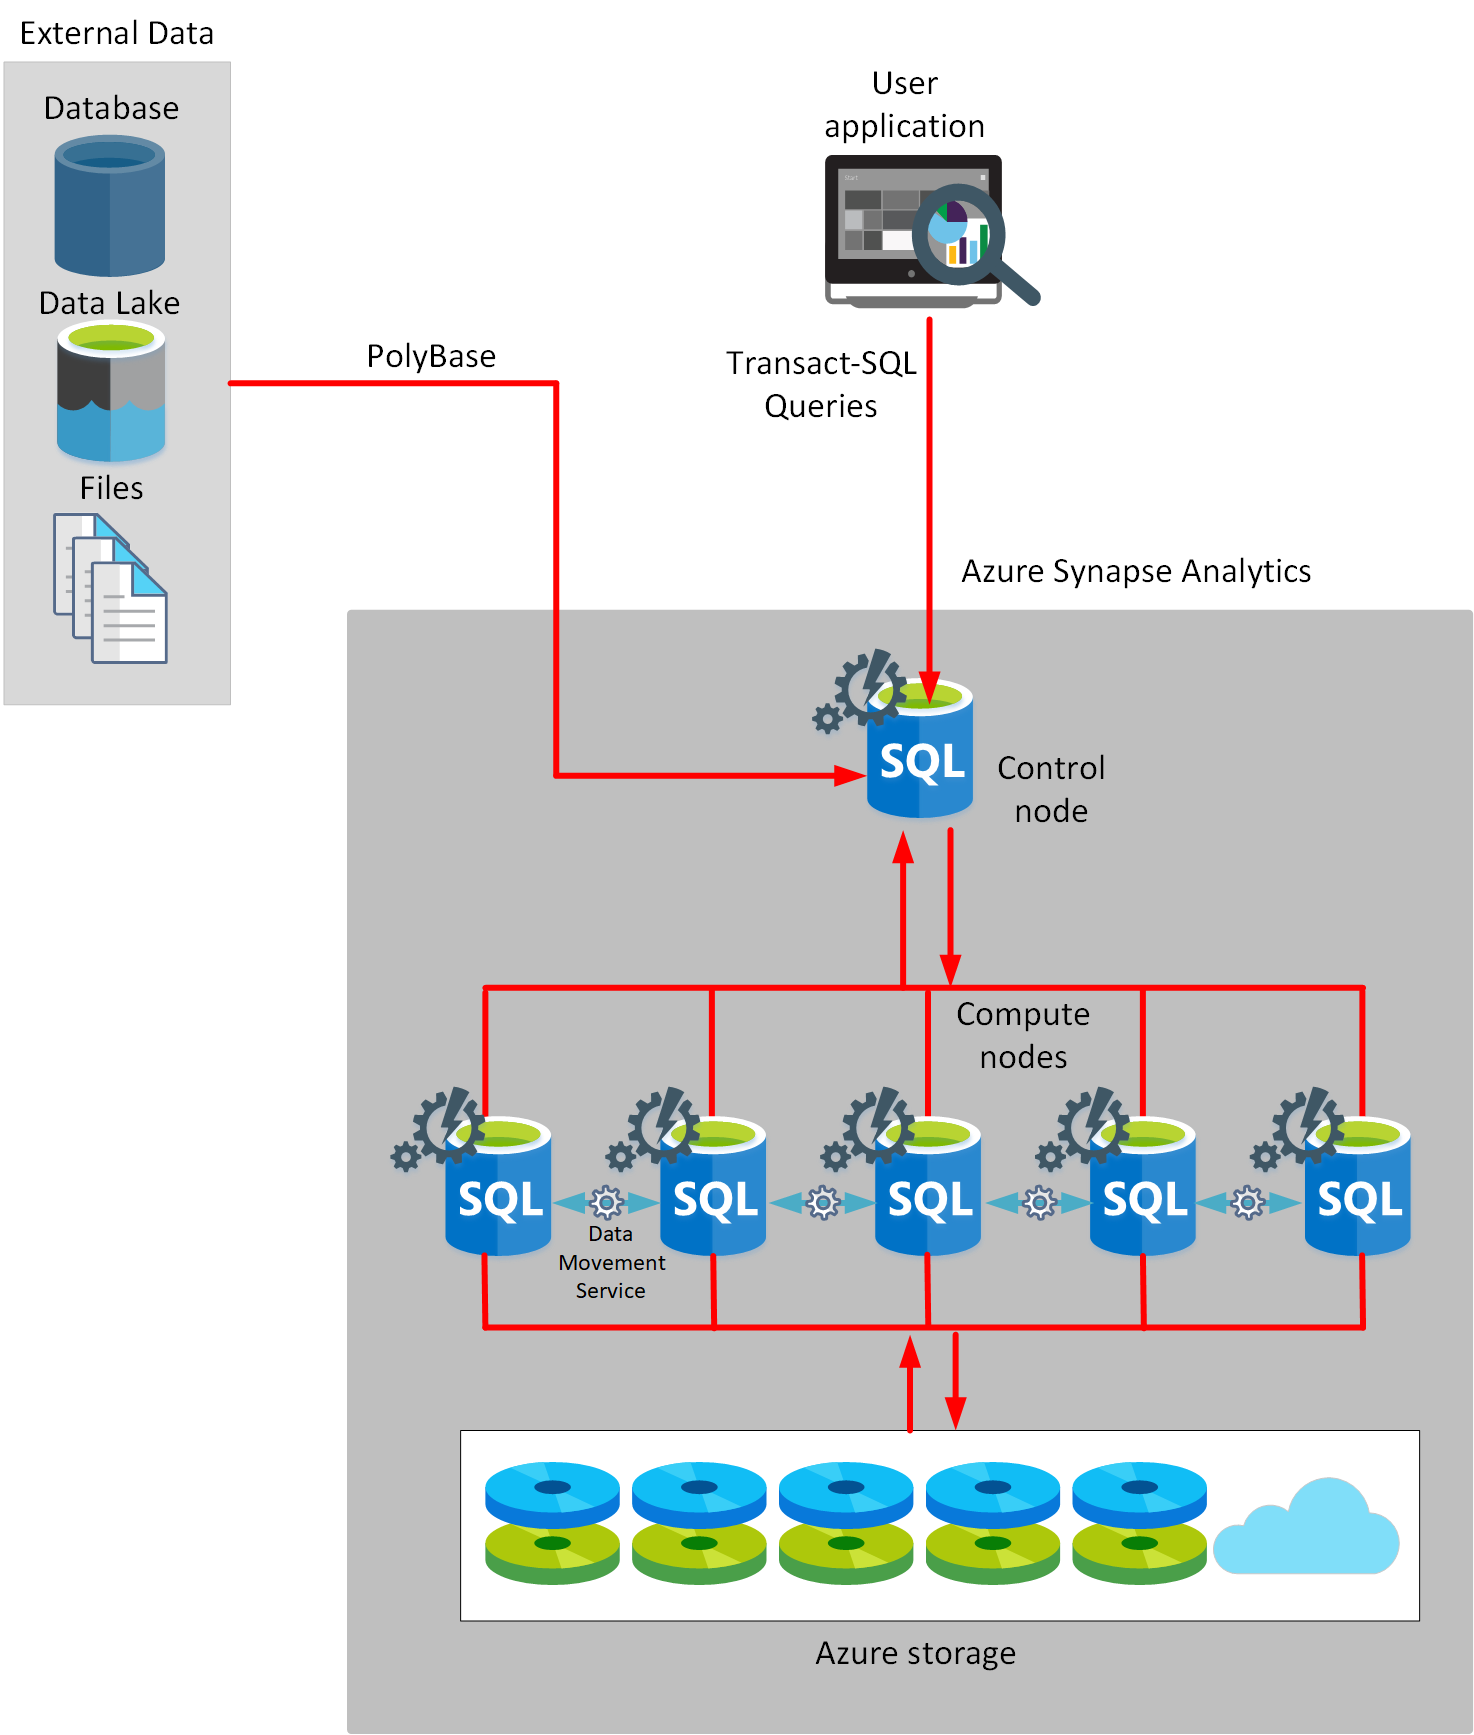 External Data
Database
Data Lake
Files
PolyBase
User
application
Start
Transact-SQL
Queries
Azure Synapse Analytics
SQL
Control
node
Compute
nodes
SQL
SQL
SQL
SQL
SQL
Data
Movement
Service
Azure storage